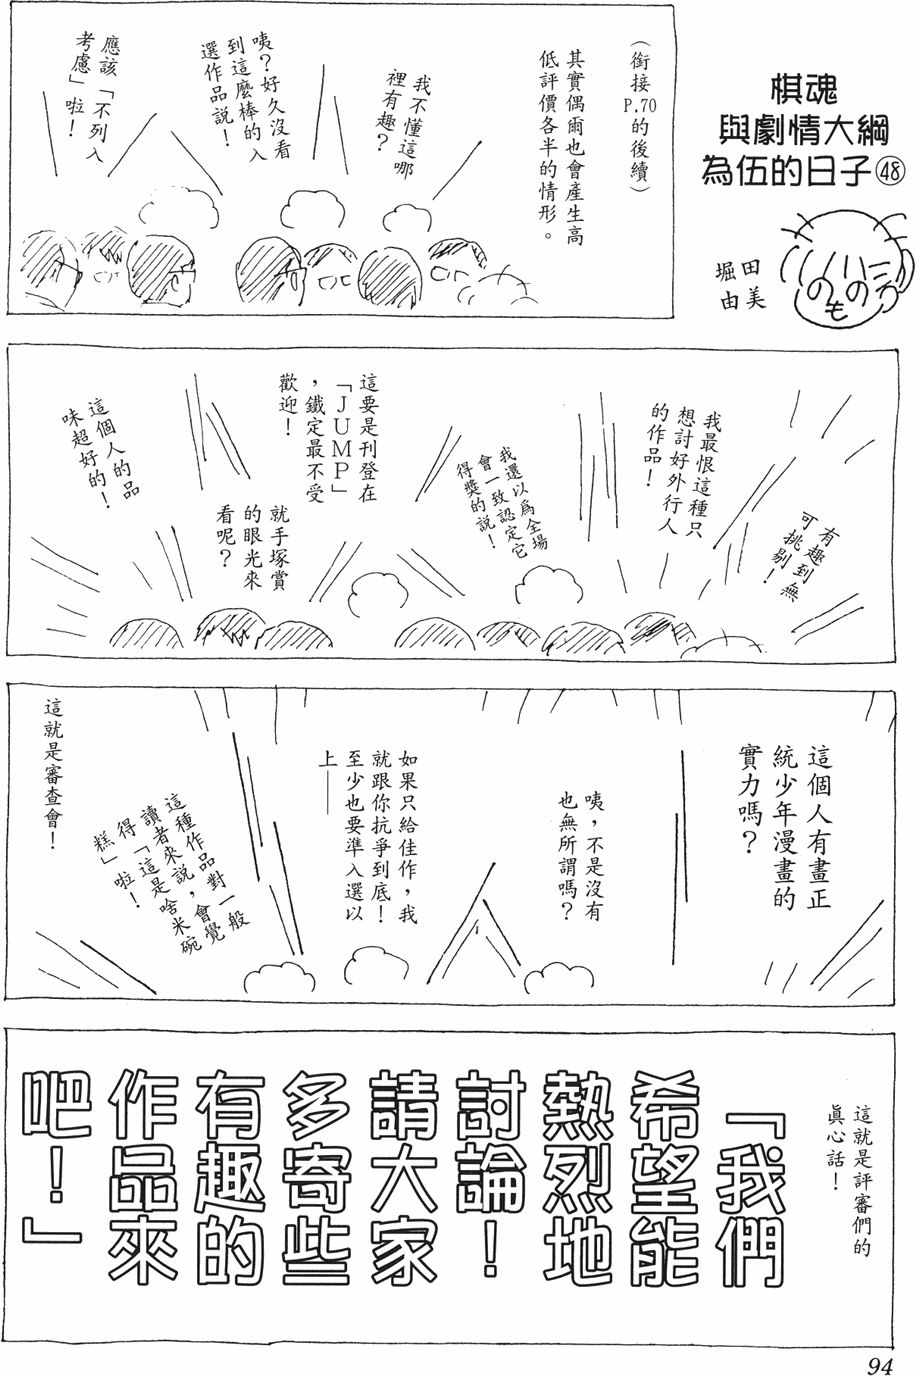 棋魂
與劇情大綱
為伍的日子㊽
堀田
由美
（銜接
P.70
的後續）
其實偶爾也會產生高
低評價各半的情形。
我不懂這哪
裡有趣？
咦？好久沒看
到這麼棒的入
選作品說！
應該「不列入
考慮」啦！
有趣到無
可挑剔！
我最恨這種只
想討好外行人
的作品！
我還以為全場
會一致認定它
得獎的說！
這要是刊登在
「JUMP」
，鐵定最不受
歡迎！
就手塚賞
的眼光來
看呢？
這個人的品
味超好的！
這個人有畫正
統少年漫畫的
實力嗎？
咦，不是沒有
也無所謂嗎？
如果只給佳作，我
就跟你抗爭到底！
至少也要準入選以
上——
這種作品對一般
讀者來說，會覺
得「這是啥米碗
糕」啦！
這就是審查會！
這就是評審們的
真心話！
「我們
希望能
熱烈地
討論！
請大家
多寄些
有趣的
作品來
吧！」
94